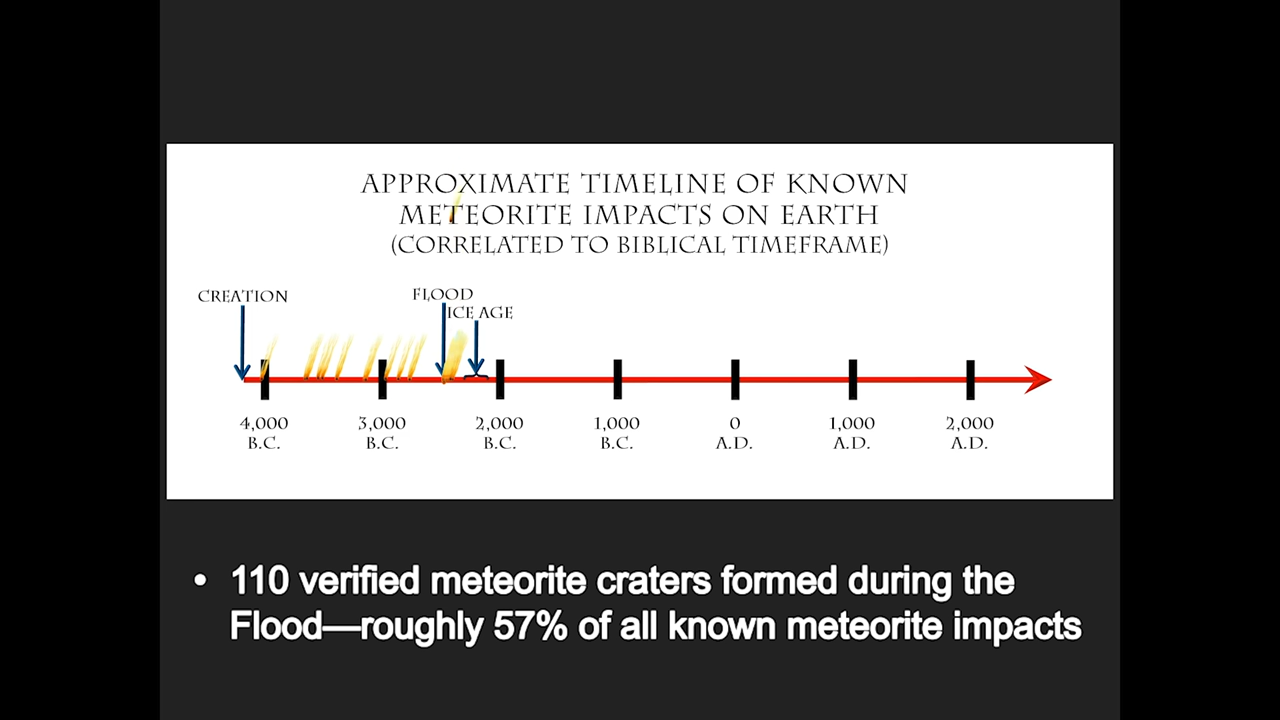 APPROXIMATE TIMELINE OF KNOWN
METEORITE IMPACTS ON EARTH
(CORRELATED TO BIBLICAL TIMEFRAME)
CREATION
FLOOD
ICE AGE
4,000 3,000 2,000 1,000 0 1,000 2,000
B.C. B.C. B.C. B.C. A.D. A.D. A.D.
• 110 verified meteorite craters formed during the
Flood—roughly 57% of all known meteorite impacts